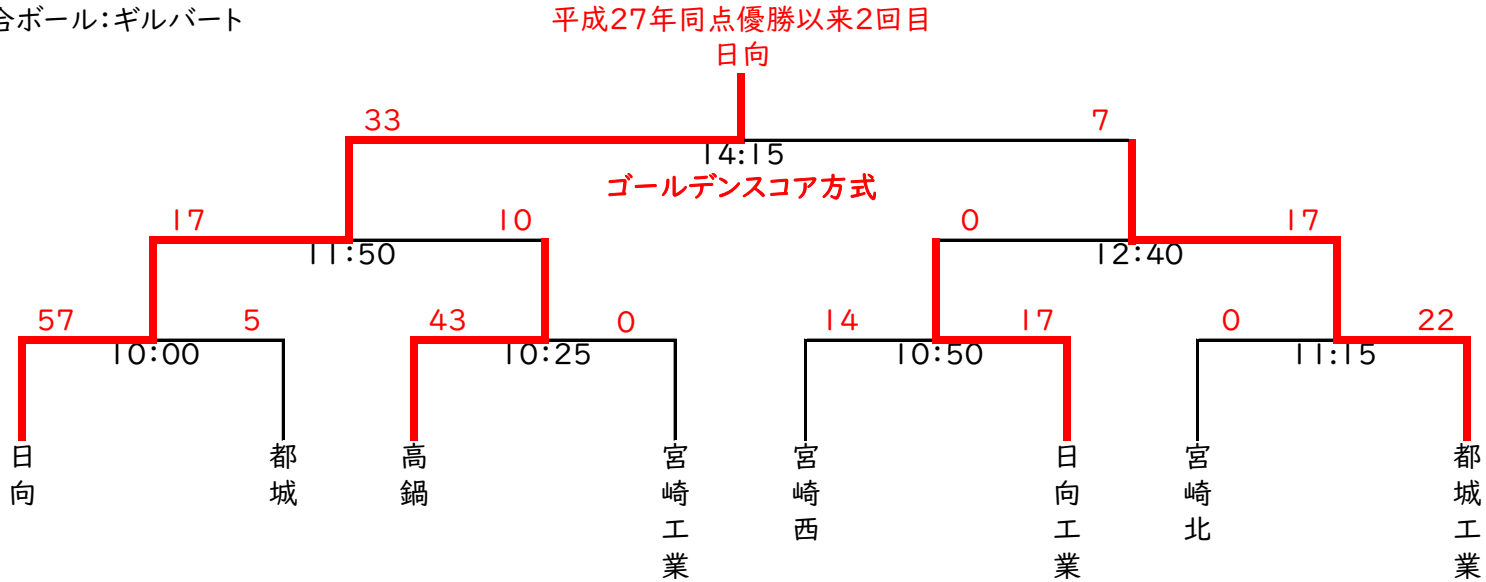 合ボール:ギルバート
平成27年同点優勝以来2回目
日向
33
7
14:15
ゴールデンスコア方式
17
10
0
17
11:50
12:40
57
5
43
0
14
17
0
22
10:00
10:25
10:50
11:15
日向
都城
高鍋
宮崎工業
宮崎西
日向工業
宮崎北
都城工業